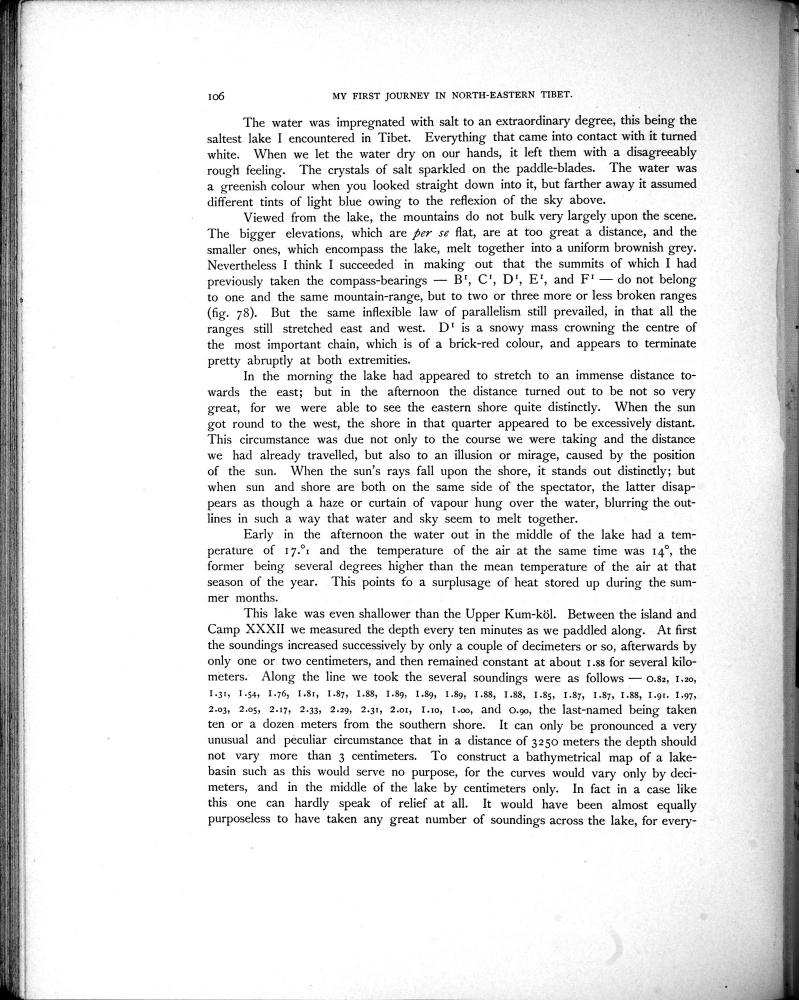 106 MY FIRST JOURNEY IN NORTH-EASTERN TIBET.
The water was impregnated with salt to an extraordinary degree, this being the
saltest lake I encountered in Tibet. Everything that came into contact with it turned
white. When we let the water dry on our hands, it left them with a disagreeably
rough feeling. The crystals of salt sparkled on the paddle-blades. The water was
a greenish colour when you looked straight down into it, but farther away it assumed
different tints of light blue owing to the reflexion of the sky above.
Viewed from the lake, the mountains do not bulk very largely upon the scene.
The bigger elevations, which are per se flat, are at too great a distance, and the
smaller ones, which encompass the lake, melt together into a uniform brownish grey.
Nevertheless I think I succeeded in making out that the summits of which I had
previously taken the compass-bearings — B¹, C¹, D¹, E¹, and F¹ — do not belong
to one and the same mountain-range, but to two or three more or less broken ranges
(fig. 78). But the same inflexible law of parallelism still prevailed, in that all the
ranges still stretched east and west. D¹ is a snowy mass crowning the centre of
the most important chain, which is of a brick-red colour, and appears to terminate
pretty abruptly at both extremities.
In the morning the lake had appeared to stretch to an immense distance to-
wards the east; but in the afternoon the distance turned out to be not so very
great, for we were able to see the eastern shore quite distinctly. When the sun
got round to the west, the shore in that quarter appeared to be excessively distant.
This circumstance was due not only to the course we were taking and the distance
we had already travelled, but also to an illusion or mirage, caused by the position
of the sun. When the sun's rays fall upon the shore, it stands out distinctly; but
when sun and shore are both on the same side of the spectator, the latter disap-
pears as though a haze or curtain of vapour hung over the water, blurring the out-
lines in such a way that water and sky seem to melt together.
Early in the afternoon the water out in the middle of the lake had a tem-
perature of 17.°1 and the temperature of the air at the same time was 14°, the
former being several degrees higher than the mean temperature of the air at that
season of the year. This points to a surplusage of heat stored up during the sum-
mer months.
This lake was even shallower than the Upper Kum-köl. Between the island and
Camp XXXII we measured the depth every ten minutes as we paddled along. At first
the soundings increased successively by only a couple of decimeters or so, afterwards by
only one or two centimeters, and then remained constant at about 1.88 for several kilo-
meters. Along the line we took the several soundings were as follows — 0.82, 1.20,
1.31, 1.54, 1.76, 1.81, 1.87, 1.88, 1.89, 1.89, 1.89, 1.88, 1.88, 1.85, 1.87, 1.87, 1.88, 1.91. 1.97,
2.03, 2.05, 2.17, 2.33, 2.29, 2.31, 2.01, 1.10, 1.00, and 0.90, the last-named being taken
ten or a dozen meters from the southern shore. It can only be pronounced a very
unusual and peculiar circumstance that in a distance of 3250 meters the depth should
not vary more than 3 centimeters. To construct a bathymetrical map of a lake-
basin such as this would serve no purpose, for the curves would vary only by deci-
meters, and in the middle of the lake by centimeters only. In fact in a case like
this one can hardly speak of relief at all. It would have been almost equally
purposeless to have taken any great number of soundings across the lake, for every-